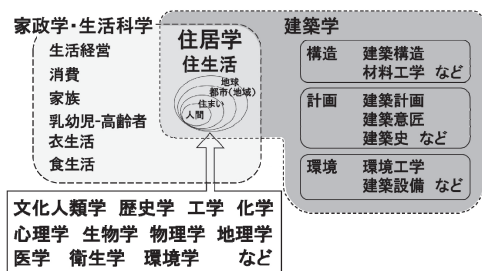 家政学・生活科学
生活経営
消費
家族
乳幼児-高齢者
衣生活
食生活
住居学
住生活
地球
都市(地域)
住まい
人間
建築学
構造 建築構造
材料工学 など
計画 建築計画
建築意匠
建築史 など
環境 環境工学
建築設備 など
文化人類学 歴史学 工学 化学
心理学 生物学 物理学 地理学
医学 衛生学 環境学 など